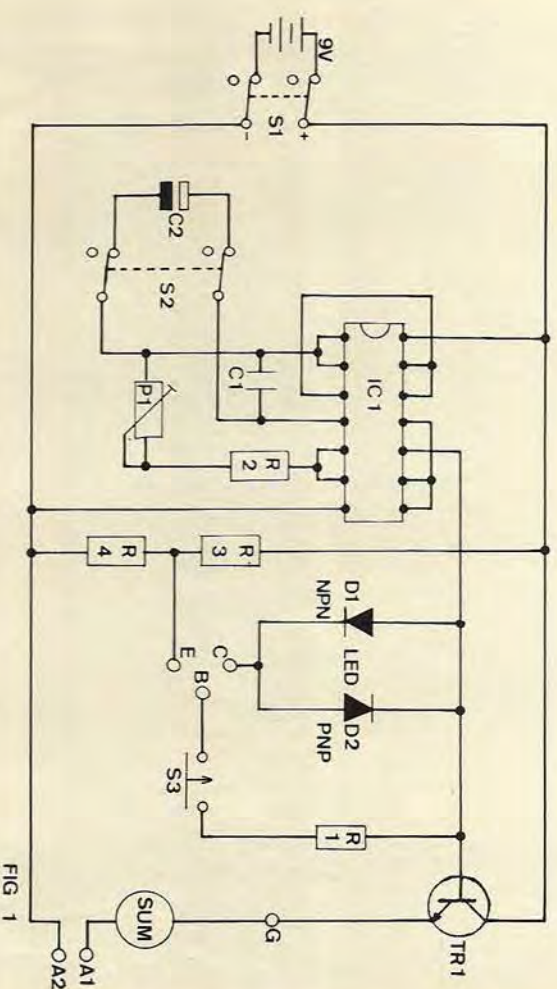 9V
S1
+
-
C2
S2
IC1
C1
P1
R
2
R
3
R
4
D1
NPN
LED
D2
PNP
C
E
B
S3
R
1
TR1
G
SUM
A1
A2
FIG 1